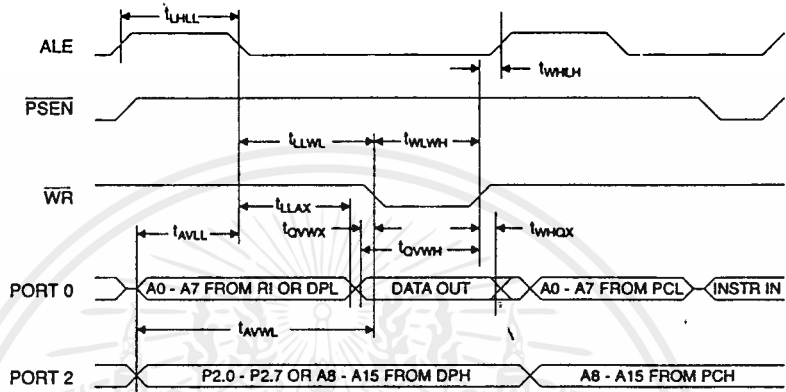 tLHLL
ALE
tWHLH
PSEN
tLLWL
tWLWH
WR
tLLAX
tAVLL
tQVWX
tWHQX
tQVWH
PORT 0
A0 - A7 FROM RI OR DPL
DATA OUT
A0 - A7 FROM PCL
INSTR IN
tAVWL
PORT 2
P2.0 - P2.7 OR A8 - A15 FROM DPH
A8 - A15 FROM PCH